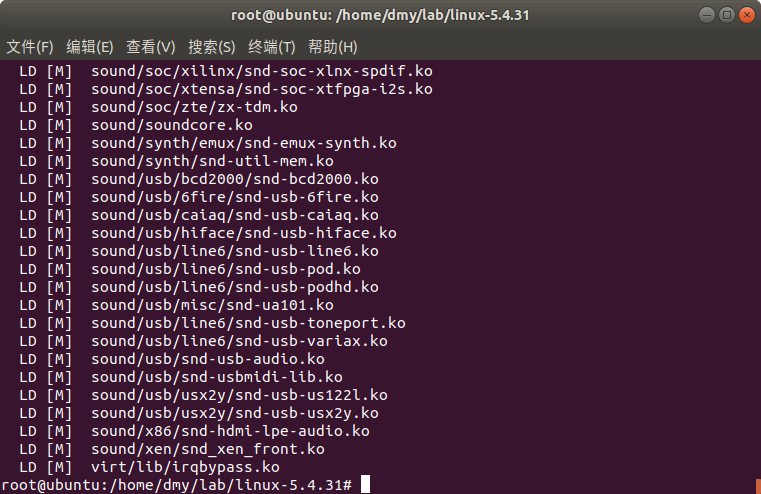 root@ubuntu: /home/dmy/lab/linux-5.4.31
文件(F) 编辑(E) 查看(V) 搜索(S) 终端(T) 帮助(H)
LD [M]  sound/soc/xilinx/snd-soc-xlnx-spdif.ko
LD [M]  sound/soc/xtensa/snd-soc-xtfpga-i2s.ko
LD [M]  sound/soc/zte/zx-tdm.ko
LD [M]  sound/soundcore.ko
LD [M]  sound/synth/emux/snd-emux-synth.ko
LD [M]  sound/synth/snd-util-mem.ko
LD [M]  sound/usb/bcd2000/snd-bcd2000.ko
LD [M]  sound/usb/6fire/snd-usb-6fire.ko
LD [M]  sound/usb/caiaq/snd-usb-caiaq.ko
LD [M]  sound/usb/hiface/snd-usb-hiface.ko
LD [M]  sound/usb/line6/snd-usb-line6.ko
LD [M]  sound/usb/line6/snd-usb-pod.ko
LD [M]  sound/usb/line6/snd-usb-podhd.ko
LD [M]  sound/usb/misc/snd-ua101.ko
LD [M]  sound/usb/line6/snd-usb-toneport.ko
LD [M]  sound/usb/line6/snd-usb-variax.ko
LD [M]  sound/usb/snd-usb-audio.ko
LD [M]  sound/usb/snd-usbmidi-lib.ko
LD [M]  sound/usb/usx2y/snd-usb-us122l.ko
LD [M]  sound/usb/usx2y/snd-usb-usx2y.ko
LD [M]  sound/x86/snd-hdmi-lpe-audio.ko
LD [M]  sound/xen/snd_xen_front.ko
LD [M]  virt/lib/irqbypass.ko
root@ubuntu:/home/dmy/lab/linux-5.4.31#